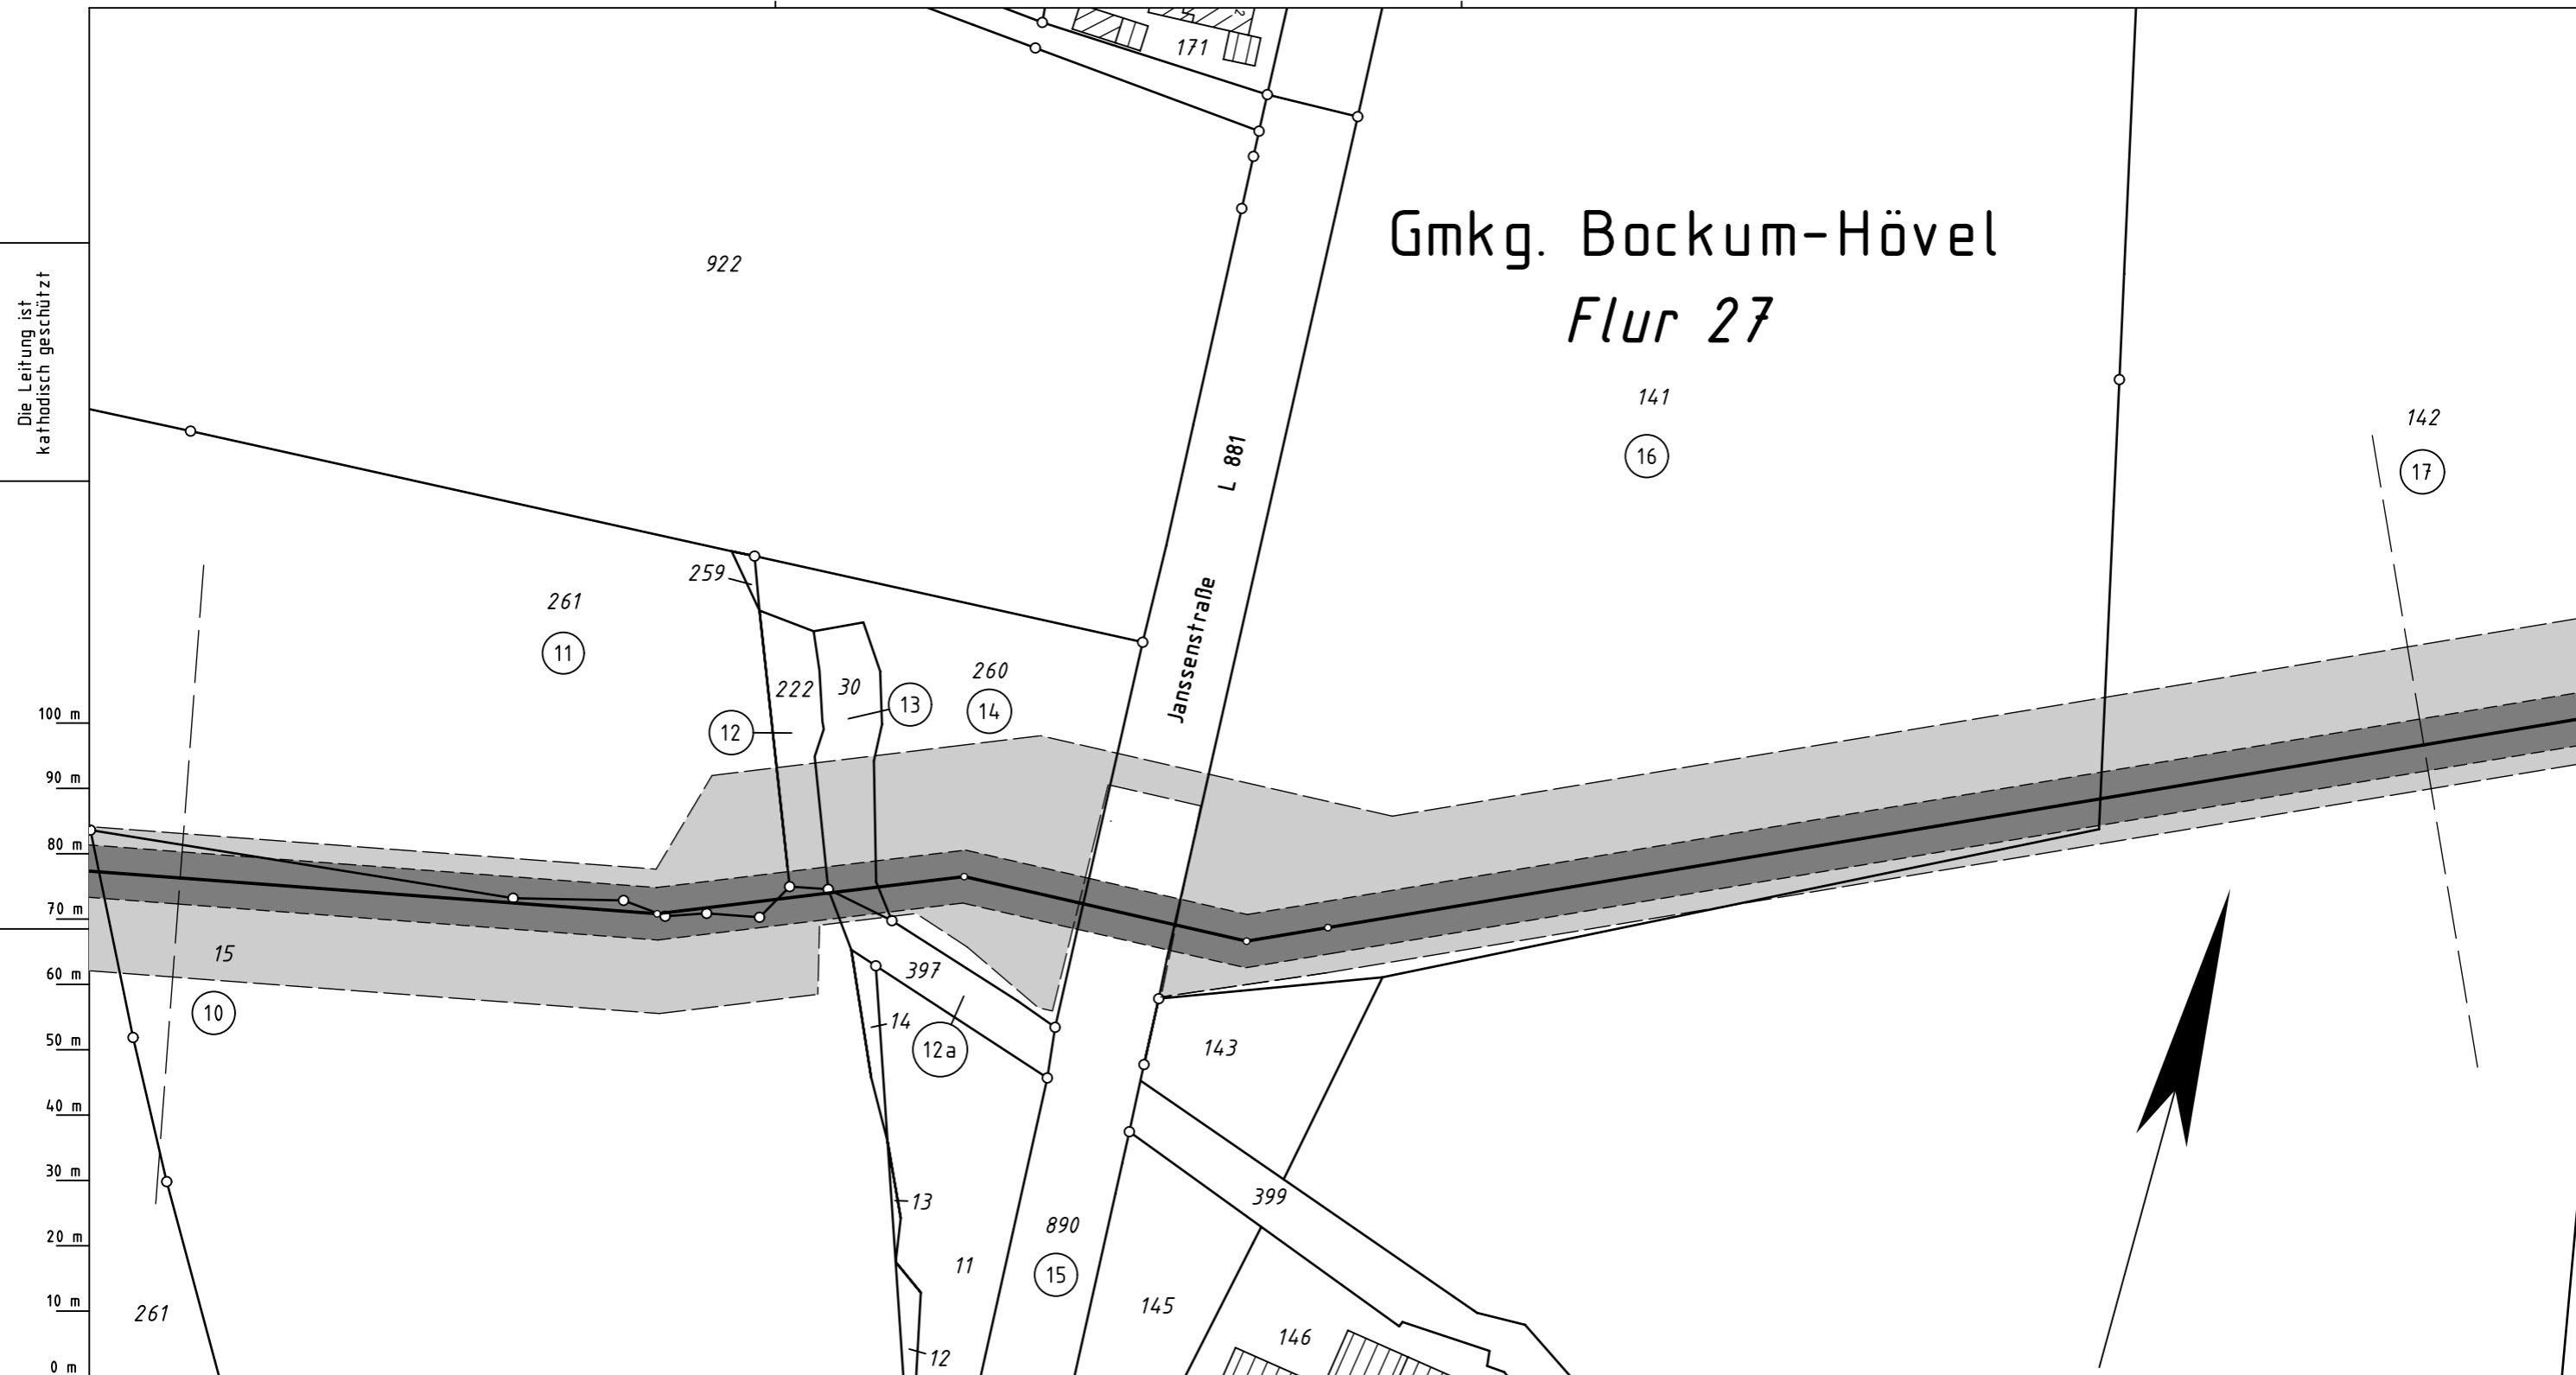 171
2
Gmkg. Bockum-Hövel
Flur 27
922
Die Leitung ist
kathodisch geschützt
141
16
142
17
L 881
Janssenstraße
259
261
11
222
30
13
12
260
14
100 m
90 m
80 m
70 m
60 m
50 m
40 m
30 m
20 m
10 m
0 m
15
10
397
14
12a
143
13
399
890
15
11
261
145
146
12